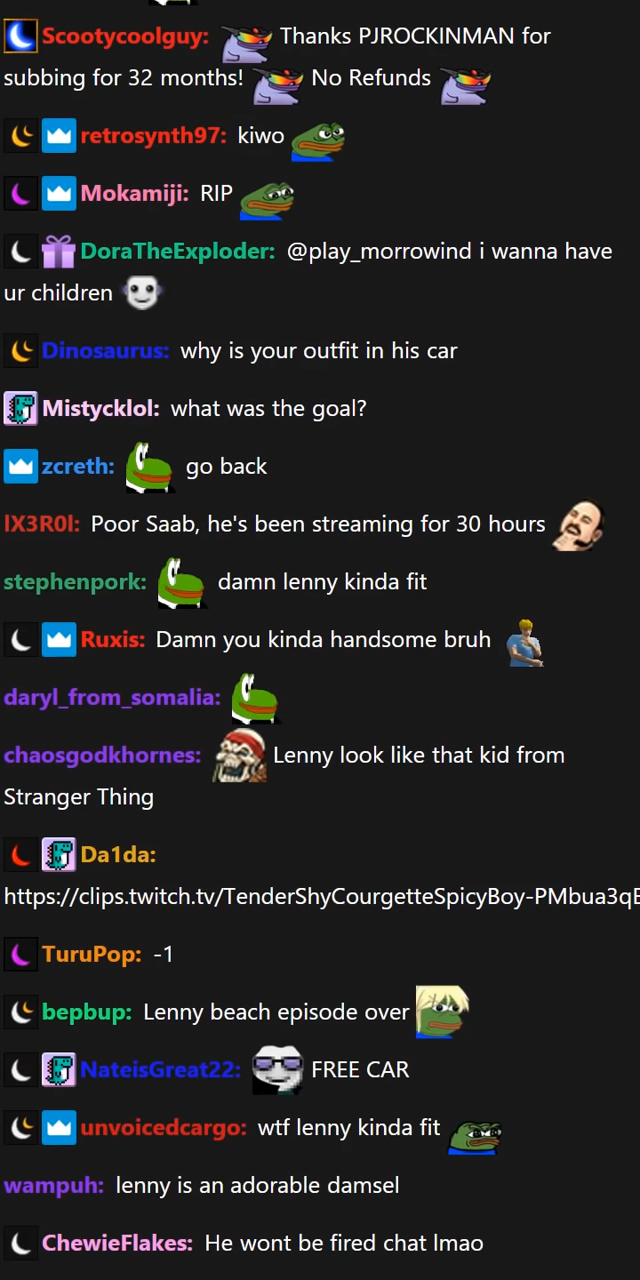 Scootycoolguy: Thanks PJROCKINMAN for
subbing for 32 months! No Refunds
retrosynth97: kiwo
Mokamiji: RIP
DoraTheExploder: @play_morrowind i wanna have
ur children
Dinosaurus: why is your outfit in his car
Mistycklol: what was the goal?
zcreth: go back
lX3R0l: Poor Saab, he's been streaming for 30 hours
stephenpork: damn lenny kinda fit
Ruxis: Damn you kinda handsome bruh
daryl_from_somalia:
chaosgodkhornes: Lenny look like that kid from
Stranger Thing
Da1da:
https://clips.twitch.tv/TenderShyCourgetteSpicyBoy-PMbua3qE
TuruPop: -1
bepbup: Lenny beach episode over
NateisGreat22: FREE CAR
unvoicedcargo: wtf lenny kinda fit
wampuh: lenny is an adorable damsel
ChewieFlakes: He wont be fired chat lmao